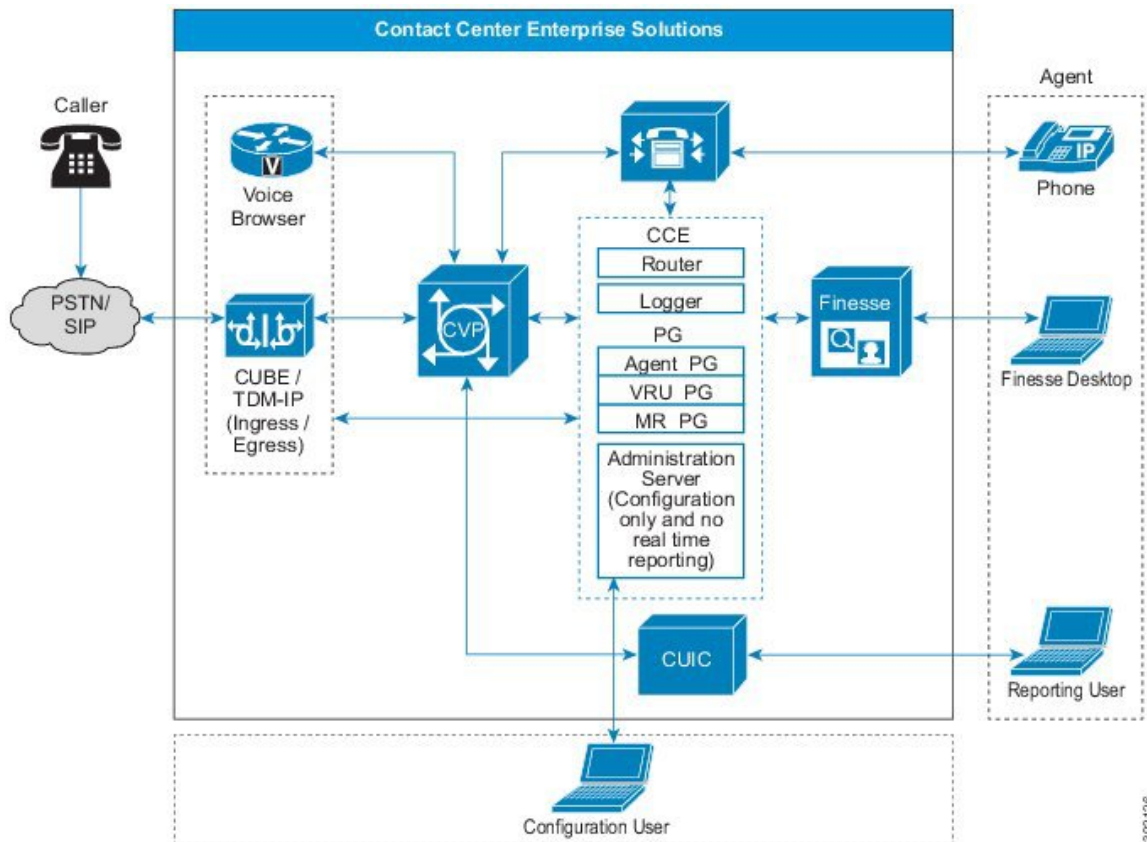 Contact Center Enterprise Solutions
Caller
Agent
V
Voice
Browser
IP
Phone
PSTN/
SIP
CUBE /
TDM-IP
(Ingress /
Egress)
CVP
CCE
Router
Logger
PG
Agent PG
VRU PG
MR PG
Administration
Server
(Configuration
only and no
real time
reporting)
Finesse
Finesse Desktop
CUIC
Reporting User
Configuration User